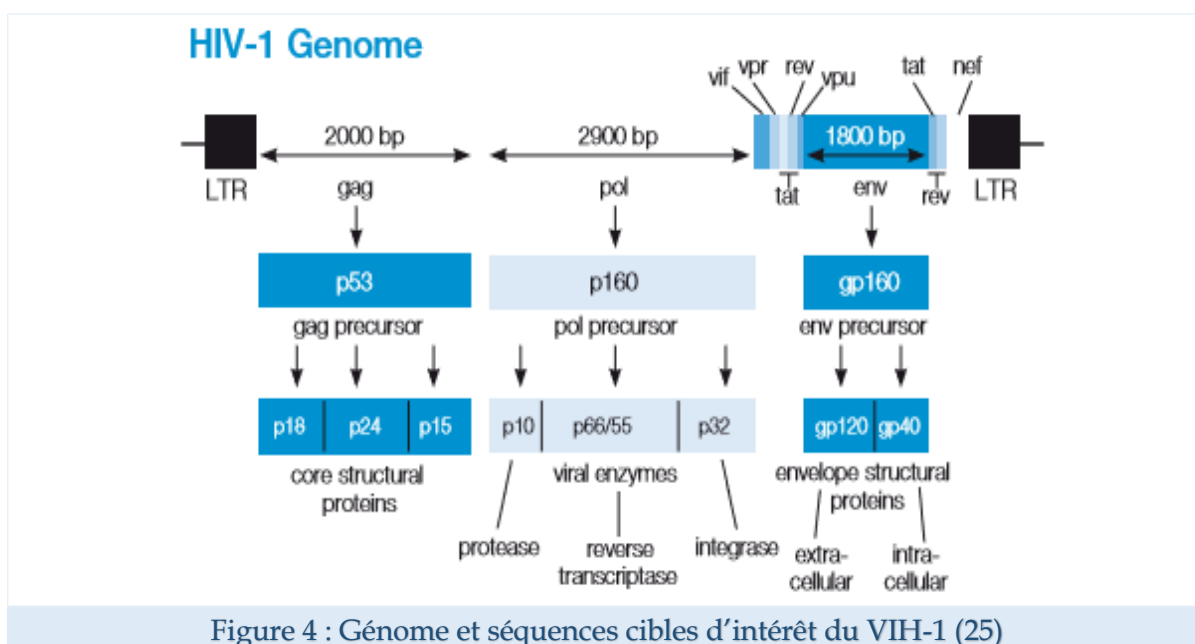 HIV-1 Genome
vif vpr rev vpu tat nef
2000 bp 2900 bp 1800 bp
LTR gag pol tat env rev LTR
p53 p160 gp160
gag precursor pol precursor env precursor
p18 p24 p15 p10 p66/55 p32 gp120 gp40
core structural
proteins
viral enzymes
envelope structural
proteins
protease
reverse
transcriptase
integrase
extra-
cellular
intra-
cellular
Figure 4 : Génome et séquences cibles d'intérêt du VIH-1 (25)